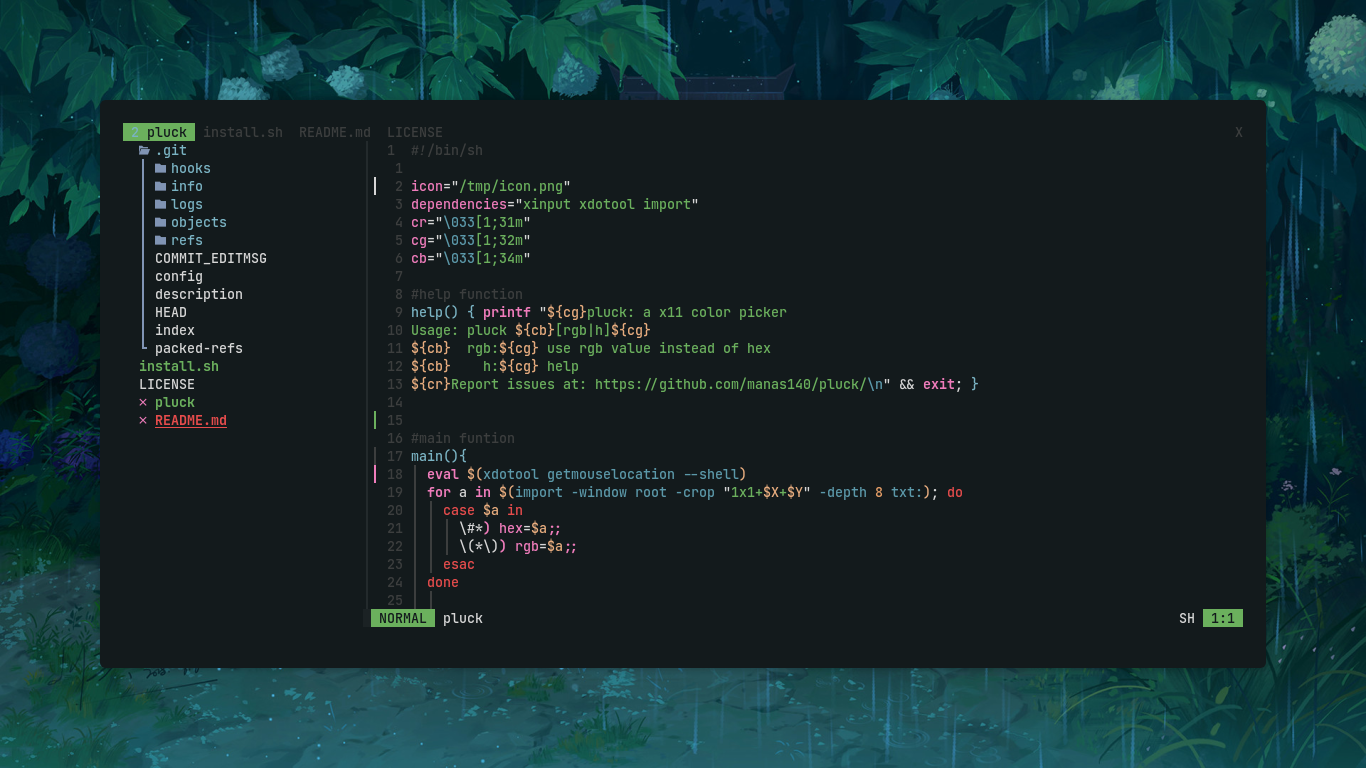 2 pluck install.sh README.md LICENSE X
.git
hooks
info
logs
objects
refs
COMMIT_EDITMSG
config
description
HEAD
index
packed-refs
install.sh
LICENSE
× pluck
× README.md
1 #!/bin/sh
1
2 icon="/tmp/icon.png"
3 dependencies="xinput xdotool import"
4 cr="\033[1;31m"
5 cg="\033[1;32m"
6 cb="\033[1;34m"
7
8 #help function
9 help() { printf "${cg}pluck: a x11 color picker
10 Usage: pluck ${cb}[rgb|h]${cg}
11 ${cb}  rgb:${cg} use rgb value instead of hex
12 ${cb}    h:${cg} help
13 ${cr}Report issues at: https://github.com/manas140/pluck/\n" && exit; }
14
15
16 #main funtion
17 main(){
18   eval $(xdotool getmouselocation --shell)
19   for a in $(import -window root -crop "1x1+$X+$Y" -depth 8 txt:); do
20     case $a in
21       \#*) hex=$a;;
22       \(*\)) rgb=$a;;
23     esac
24   done
25
NORMAL pluck SH 1:1